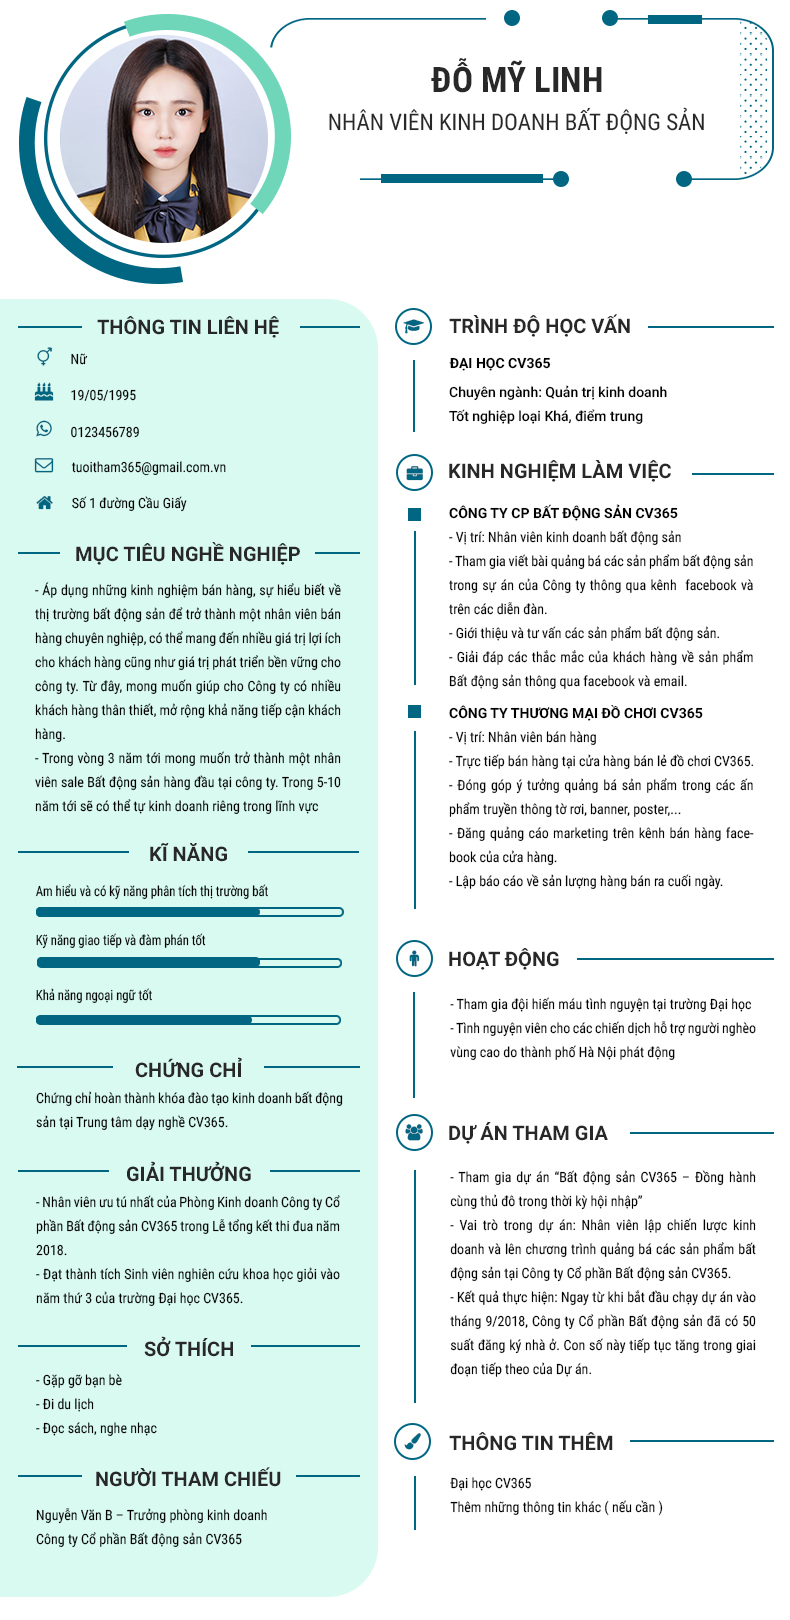 ĐỖ MỸ LINH
NHÂN VIÊN KINH DOANH BẤT ĐỘNG SẢN
THÔNG TIN LIÊN HỆ
Nữ
19/05/1995
0123456789
tuoitham365@gmail.com.vn
Số 1 đường Cầu Giấy
MỤC TIÊU NGHỀ NGHIỆP
- Áp dụng những kinh nghiệm bán hàng, sự hiểu biết về
thị trường bất động sản để trở thành một nhân viên bán
hàng chuyên nghiệp, có thể mang đến nhiều giá trị lợi ích
cho khách hàng cũng như giá trị phát triển bền vững cho
công ty. Từ đây, mong muốn giúp cho Công ty có nhiều
khách hàng thân thiết, mở rộng khả năng tiếp cận khách
hàng.
- Trong vòng 3 năm tới mong muốn trở thành một nhân
viên sale Bất động sản hàng đầu tại công ty. Trong 5-10
năm tới sẽ có thể tự kinh doanh riêng trong lĩnh vực
KĨ NĂNG
Am hiểu và có kỹ năng phân tích thị trường bất
Kỹ năng giao tiếp và đàm phán tốt
Khả năng ngoại ngữ tốt
CHỨNG CHỈ
Chứng chỉ hoàn thành khóa đào tạo kinh doanh bất động
sản tại Trung tâm dạy nghề CV365.
GIẢI THƯỞNG
- Nhân viên ưu tú nhất của Phòng Kinh doanh Công ty Cổ
phần Bất động sản CV365 trong Lễ tổng kết thi đua năm
2018.
- Đạt thành tích Sinh viên nghiên cứu khoa học giỏi vào
năm thứ 3 của trường Đại học CV365.
SỞ THÍCH
- Gặp gỡ bạn bè
- Đi du lịch
- Đọc sách, nghe nhạc
NGƯỜI THAM CHIẾU
Nguyễn Văn B – Trưởng phòng kinh doanh
Công ty Cổ phần Bất động sản CV365
TRÌNH ĐỘ HỌC VẤN
ĐẠI HỌC CV365
Chuyên ngành: Quản trị kinh doanh
Tốt nghiệp loại Khá, điểm trung
KINH NGHIỆM LÀM VIỆC
CÔNG TY CP BẤT ĐỘNG SẢN CV365
- Vị trí: Nhân viên kinh doanh bất động sản
- Tham gia viết bài quảng bá các sản phẩm bất động sản
trong sự án của Công ty thông qua kênh facebook và
trên các diễn đàn.
- Giới thiệu và tư vấn các sản phẩm bất động sản.
- Giải đáp các thắc mắc của khách hàng về sản phẩm
Bất động sản thông qua facebook và email.
CÔNG TY THƯƠNG MẠI ĐỒ CHƠI CV365
- Vị trí: Nhân viên bán hàng
- Trực tiếp bán hàng tại cửa hàng bán lẻ đồ chơi CV365.
- Đóng góp ý tưởng quảng bá sản phẩm trong các ấn
phẩm truyền thông tờ rơi, banner, poster,...
- Đăng quảng cáo marketing trên kênh bán hàng face-
book của cửa hàng.
- Lập báo cáo về sản lượng hàng bán ra cuối ngày.
HOẠT ĐỘNG
- Tham gia đội hiến máu tình nguyện tại trường Đại học
- Tình nguyện viên cho các chiến dịch hỗ trợ người nghèo
vùng cao do thành phố Hà Nội phát động
DỰ ÁN THAM GIA
- Tham gia dự án “Bất động sản CV365 – Đồng hành
cùng thủ đô trong thời kỳ hội nhập”
- Vai trò trong dự án: Nhân viên lập chiến lược kinh
doanh và lên chương trình quảng bá các sản phẩm bất
động sản tại Công ty Cổ phần Bất động sản CV365.
- Kết quả thực hiện: Ngay từ khi bắt đầu chạy dự án vào
tháng 9/2018, Công ty Cổ phần Bất động sản đã có 50
suất đăng ký nhà ở. Con số này tiếp tục tăng trong giai
đoạn tiếp theo của Dự án.
THÔNG TIN THÊM
Đại học CV365
Thêm những thông tin khác ( nếu cần )